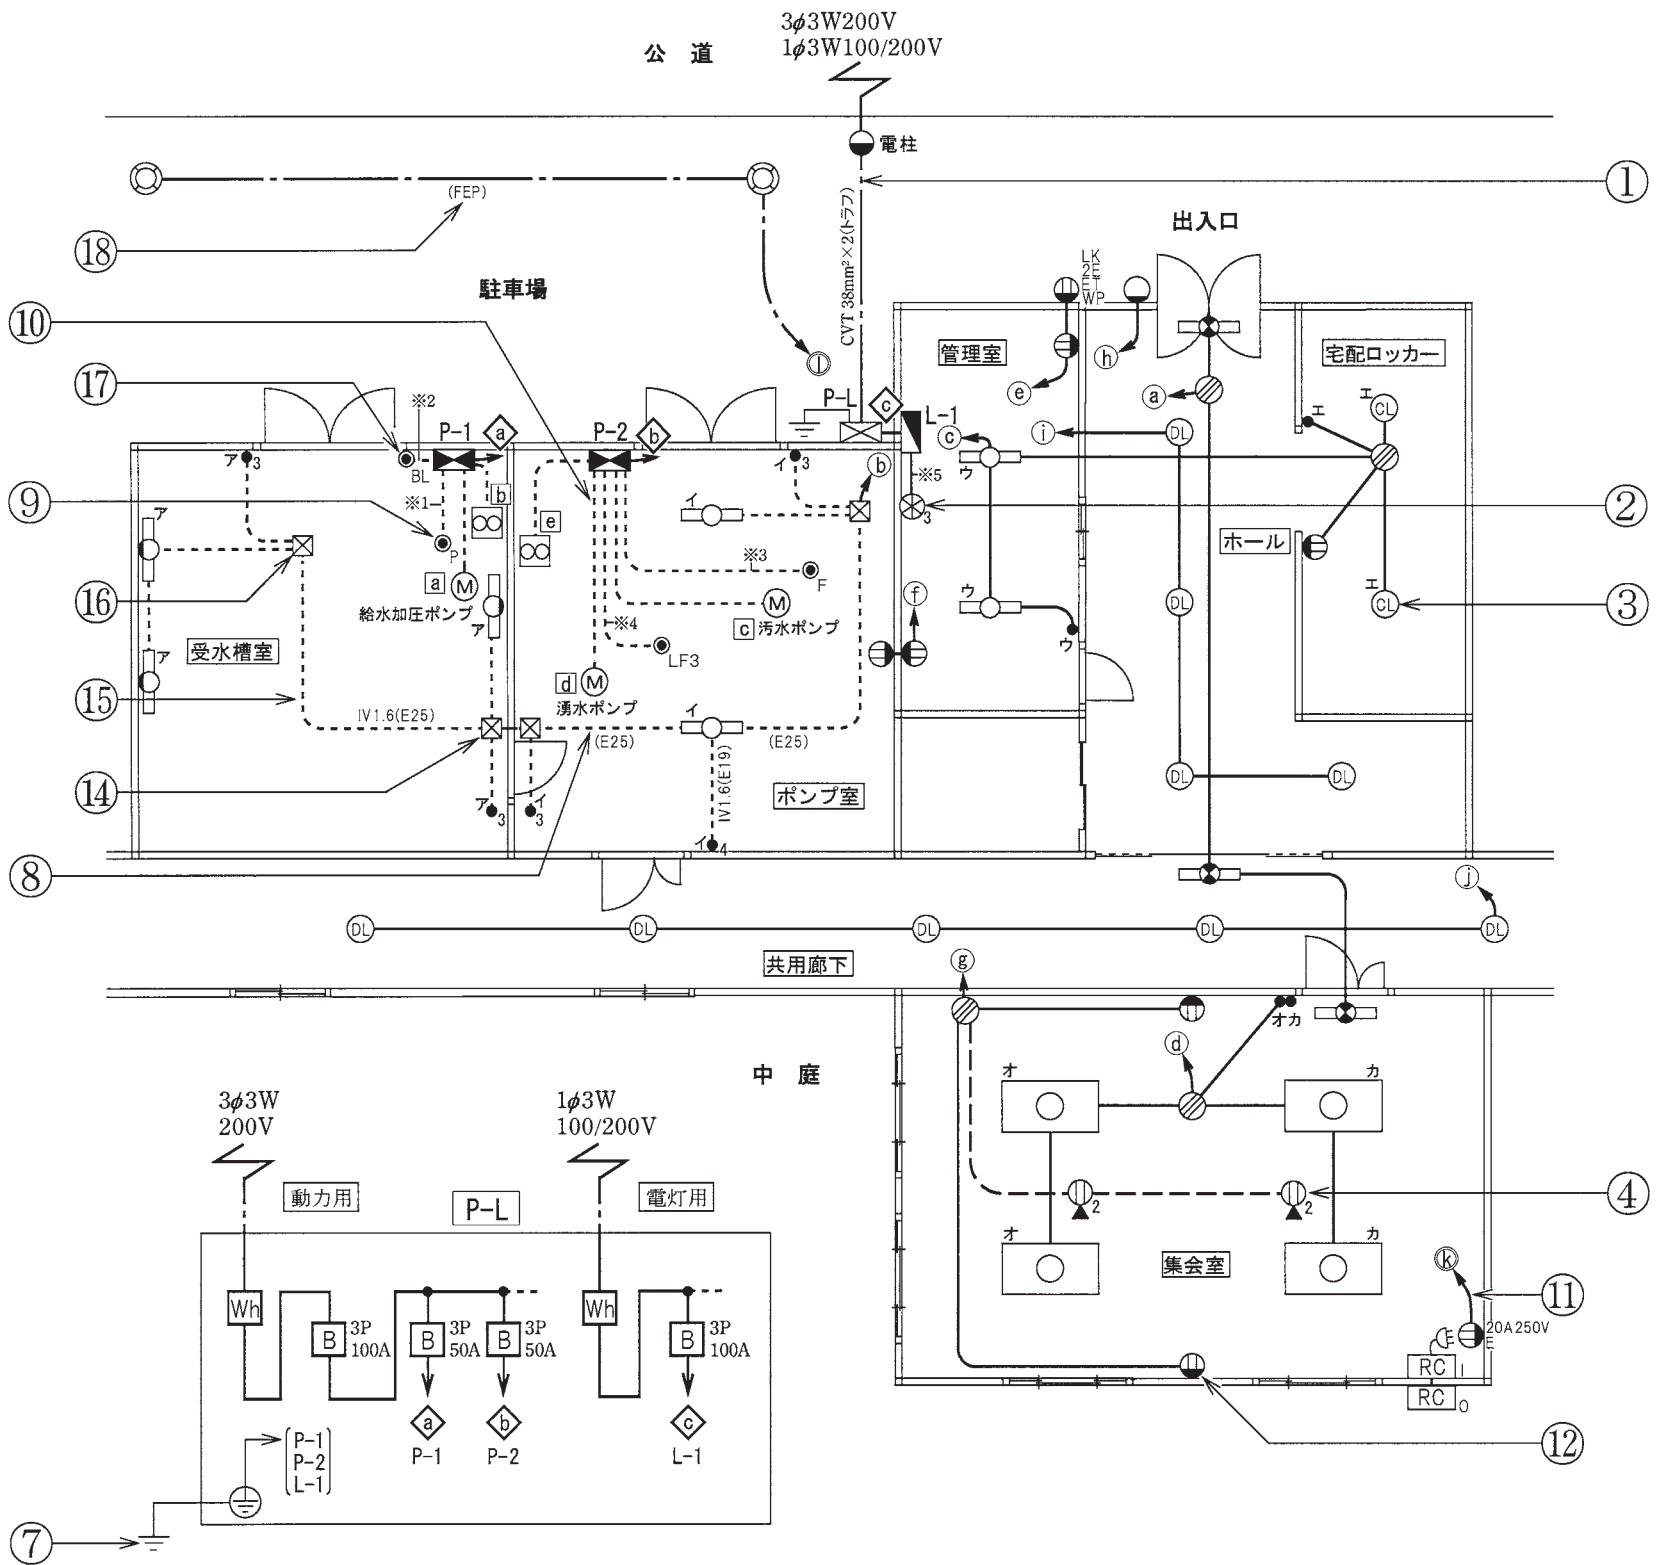 3φ3W200V
1φ3W100/200V
公 道
電柱
①
(FEP)
CVT 38mm²×2(トラフ)
⑱
出入口
LK
2E
ET
WP
駐車場
⑩
管理室
宅配ロッカー
ⓗ
ⓛ
⑰
※2
ⓔ
ⓐ
エ
エ
CL
P-L
c
L-1
P-1
a
P-2
b
ⓒ
ⓘ
DL
ア
3
BL
イ
3
ⓑ
ウ
※5
⑨
※1
b
e
イ
3
②
ア
P
ホール
※3
F
a
M
給水加圧ポンプ
ア
M
c
汚水ポンプ
ⓕ
ウ
DL
エ
CL
③
⑯
※4
受水槽室
ア
LF3
ウ
d
M
湧水ポンプ
⑮
IV1.6(E25)
イ
(E25)
(E25)
IV1.6(E19)
DL
DL
⑭
ポンプ室
ア
3
イ
3
イ
4
⑧
ⓙ
DL
DL
DL
DL
DL
共用廊下
ⓖ
オカ
中 庭
ⓓ
オ
カ
3φ3W
200V
1φ3W
100/200V
動力用
P-L
電灯用
2
2
④
オ
カ
集会室
ⓚ
Wh
B
3P
100A
B
3P
50A
B
3P
50A
Wh
B
3P
100A
⑪
20A250V
E
RC
I
RC
O
a
b
c
P-1
P-2
L-1
P-1
P-2
L-1
⑫
⑦